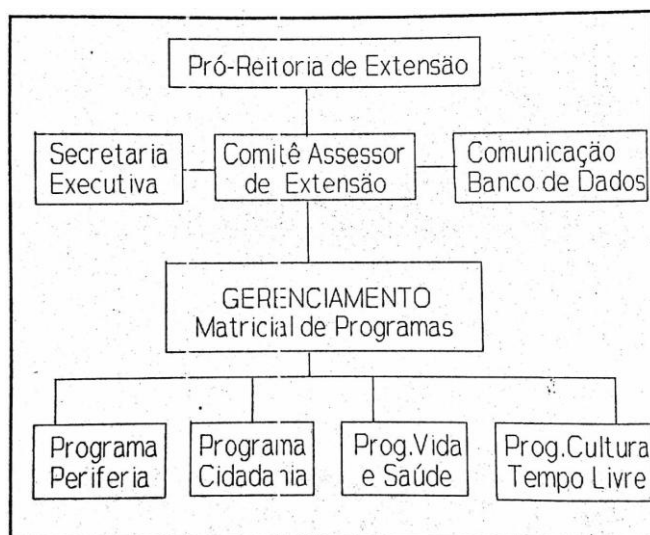 Pró-Reitoria de Extensão
Secretaria
Executiva
Comitê Assessor
de Extensão
Comunicação
Banco de Dados
GERENCIAMENTO
Matricial de Programas
Programa
Periferia
Programa
Cidadania
Prog.Vida
e Saúde
Prog.Cultura
Tempo Livre